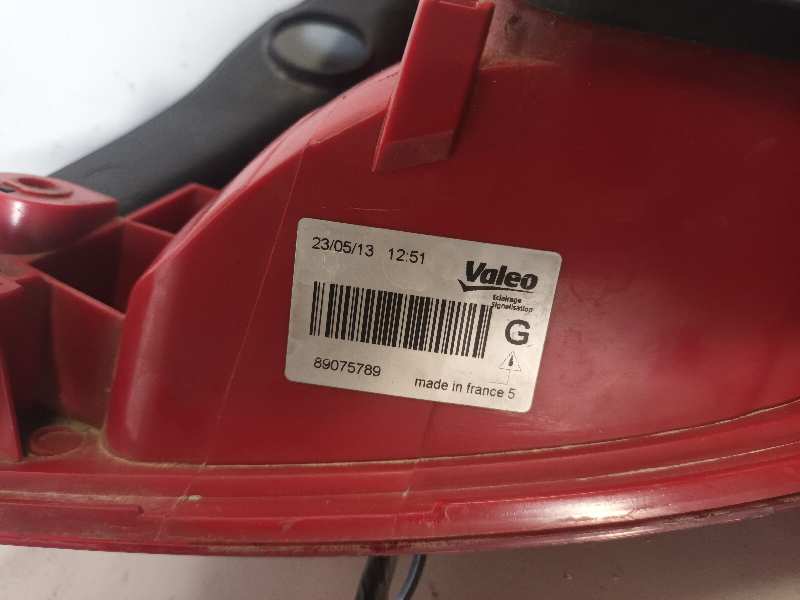 23/05/13 12:51
Valeo
Eclairage
Signalisation
G
89075789
made in france 5